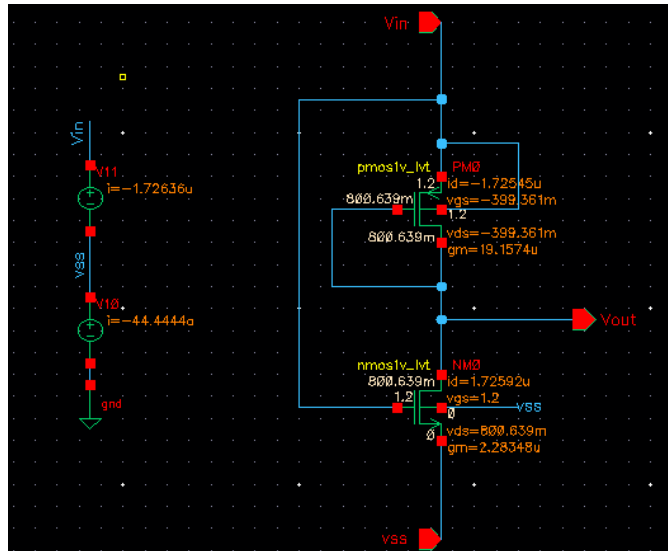 Vin
Vin
V11
i=-1.72636u
vss
V10
i=-44.4444a
gnd
pmos1v_lvt PM0
1.2 id=-1.72545u
800.639m vgs=-399.361m
1.2
800.639m vds=-399.361m
gm=19.1574u
Vout
nmos1v_lvt NM0
800.639m id=1.72592u
1.2 vgs=1.2
0 vss
0 vds=800.639m
gm=2.28348u
vss